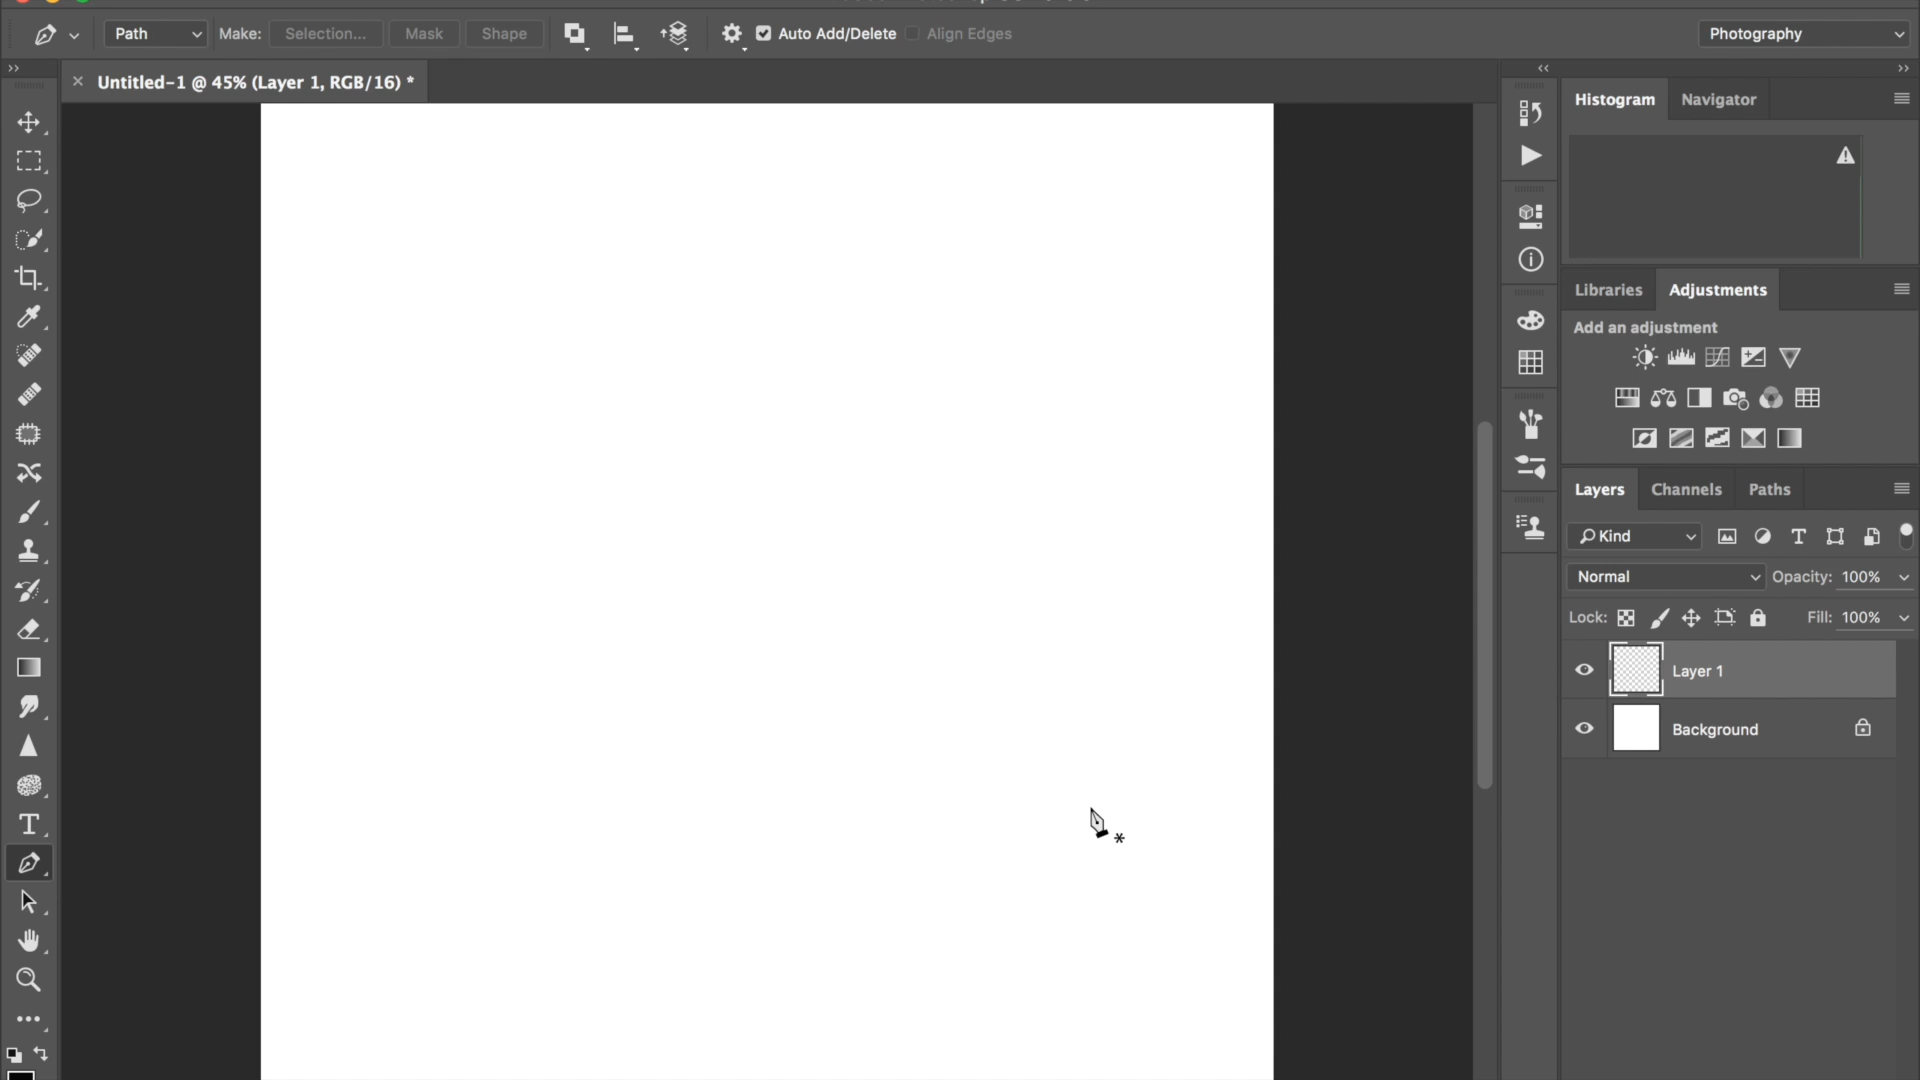 Path
Make:
Selection...
Mask
Shape
Auto Add/Delete
Align Edges
Photography
Untitled-1 @ 45% (Layer 1, RGB/16) *
Histogram
Navigator
Libraries
Adjustments
Add an adjustment
Layers
Channels
Paths
Kind
Normal
Opacity: 100%
Lock:
Fill: 100%
Layer 1
Background